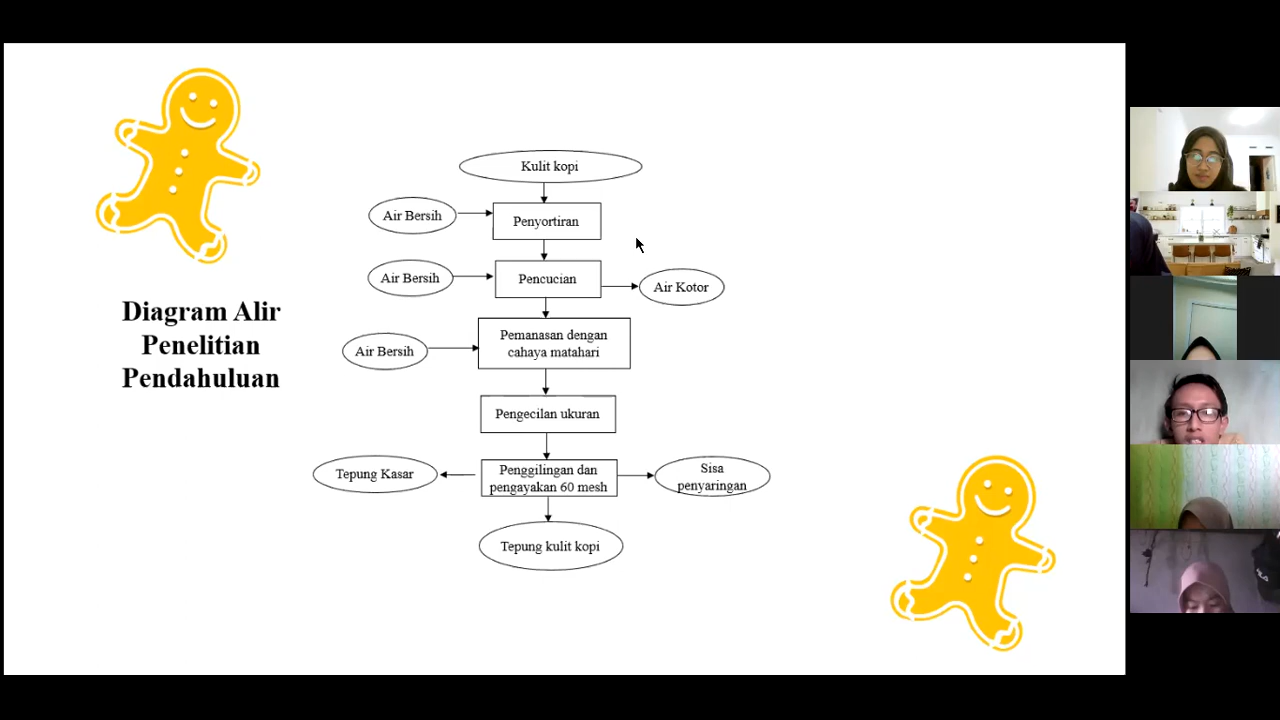 Kulit kopi
Air Bersih
Penyortiran
Air Bersih
Pencucian
Air Kotor
Diagram Alir
Penelitian
Pendahuluan
Air Bersih
Pemanasan dengan
cahaya matahari
Pengecilan ukuran
Tepung Kasar
Penggilingan dan
pengayakan 60 mesh
Sisa
penyaringan
Tepung kulit kopi